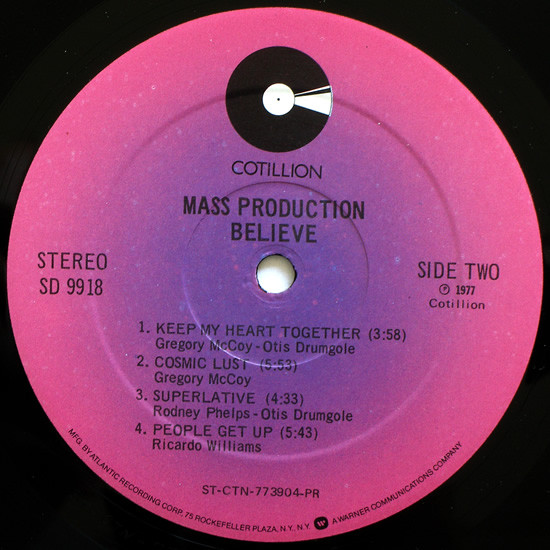 COTILLION
MASS PRODUCTION
BELIEVE
STEREO
SD 9918
SIDE TWO
℗ 1977
Cotillion
1. KEEP MY HEART TOGETHER (3:58)
Gregory McCoy - Otis Drumgole
2. COSMIC LUST (5:53)
Gregory McCoy
3. SUPERLATIVE (4:33)
Rodney Phelps - Otis Drumgole
4. PEOPLE GET UP (5:43)
Ricardo Williams
ST-CTN-773904-PR
MFG. BY ATLANTIC RECORDING CORP. 75 ROCKEFELLER PLAZA, N.Y., N.Y. W A WARNER COMMUNICATIONS COMPANY